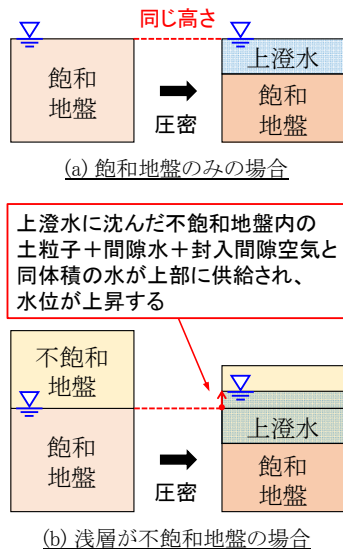 同じ高さ
飽和
地盤
圧密
上澄水
飽和
地盤
(a) 飽和地盤のみの場合
上澄水に沈んだ不飽和地盤内の
土粒子＋間隙水＋封入間隙空気と
同体積の水が上部に供給され、
水位が上昇する
不飽和
地盤
飽和
地盤
圧密
上澄水
飽和
地盤
(b) 浅層が不飽和地盤の場合